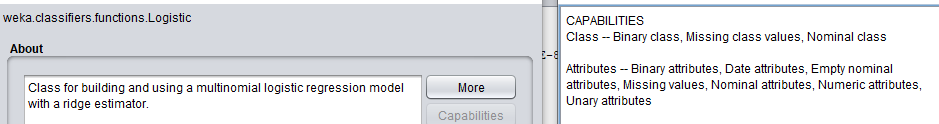 weka.classifiers.functions.Logistic
About
Class for building and using a multinomial logistic regression model
with a ridge estimator.
More
Capabilities
E-8
CAPABILITIES
Class -- Binary class, Missing class values, Nominal class
Attributes -- Binary attributes, Date attributes, Empty nominal
attributes, Missing values, Nominal attributes, Numeric attributes,
Unary attributes